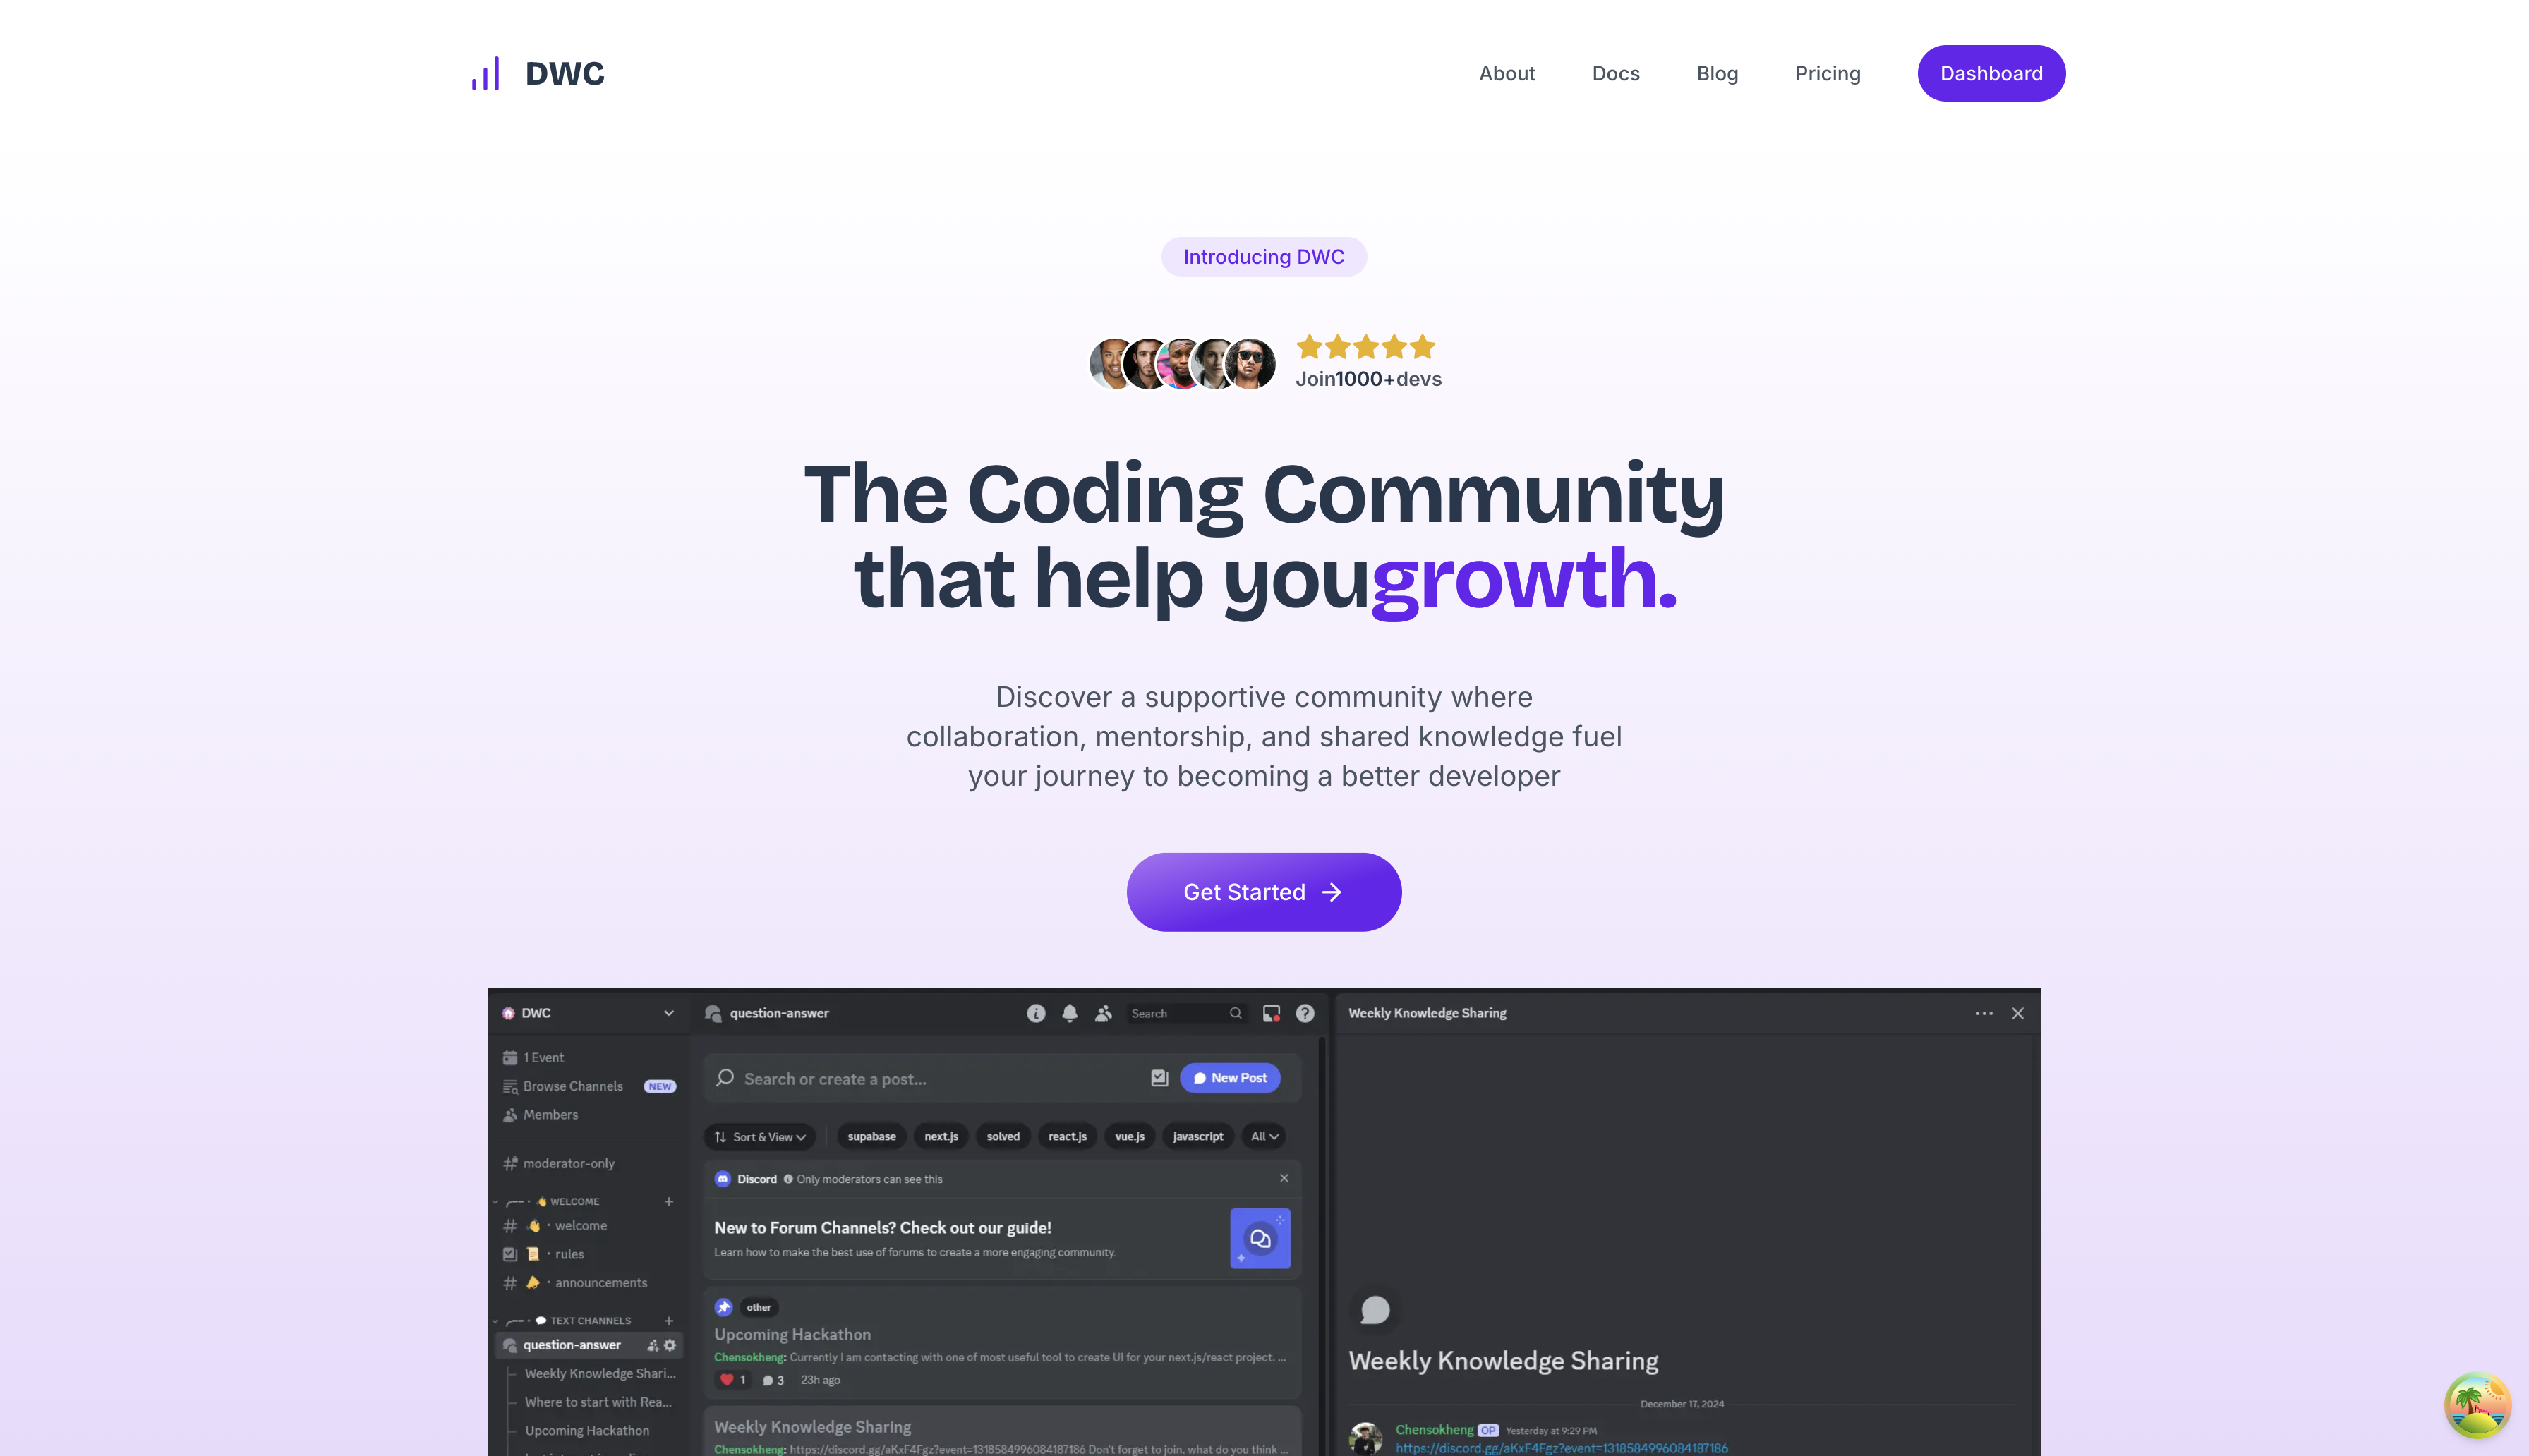 DWC
About
Docs
Blog
Pricing
Dashboard
Introducing DWC
Join1000+devs
The Coding Community
that help yougrowth.
Discover a supportive community where
collaboration, mentorship, and shared knowledge fuel
your journey to becoming a better developer
Get Started
DWC
1 Event
Browse Channels NEW
Members
moderator-only
WELCOME
welcome
rules
announcements
TEXT CHANNELS
question-answer
Weekly Knowledge Shari...
Where to start with Rea...
Upcoming Hackathon
question-answer
Search
Search or create a post...
New Post
Sort & View
supabase
next.js
solved
react.js
vue.js
javascript
All
Discord Only moderators can see this
New to Forum Channels? Check out our guide!
Learn how to make the best use of forums to create a more engaging community.
other
Upcoming Hackathon
Chensokheng: Currently I am contacting with one of most useful tool to create UI for your next.js/react project. ...
1 3 23h ago
Weekly Knowledge Sharing
Chensokheng: https://discord.gg/aKxF4Fgz?event=1318584996084187186 Don't forget to join. what do you think ...
Weekly Knowledge Sharing
Weekly Knowledge Sharing
December 17, 2024
Chensokheng OP Yesterday at 9:29 PM
https://discord.gg/aKxF4Fgz?event=1318584996084187186